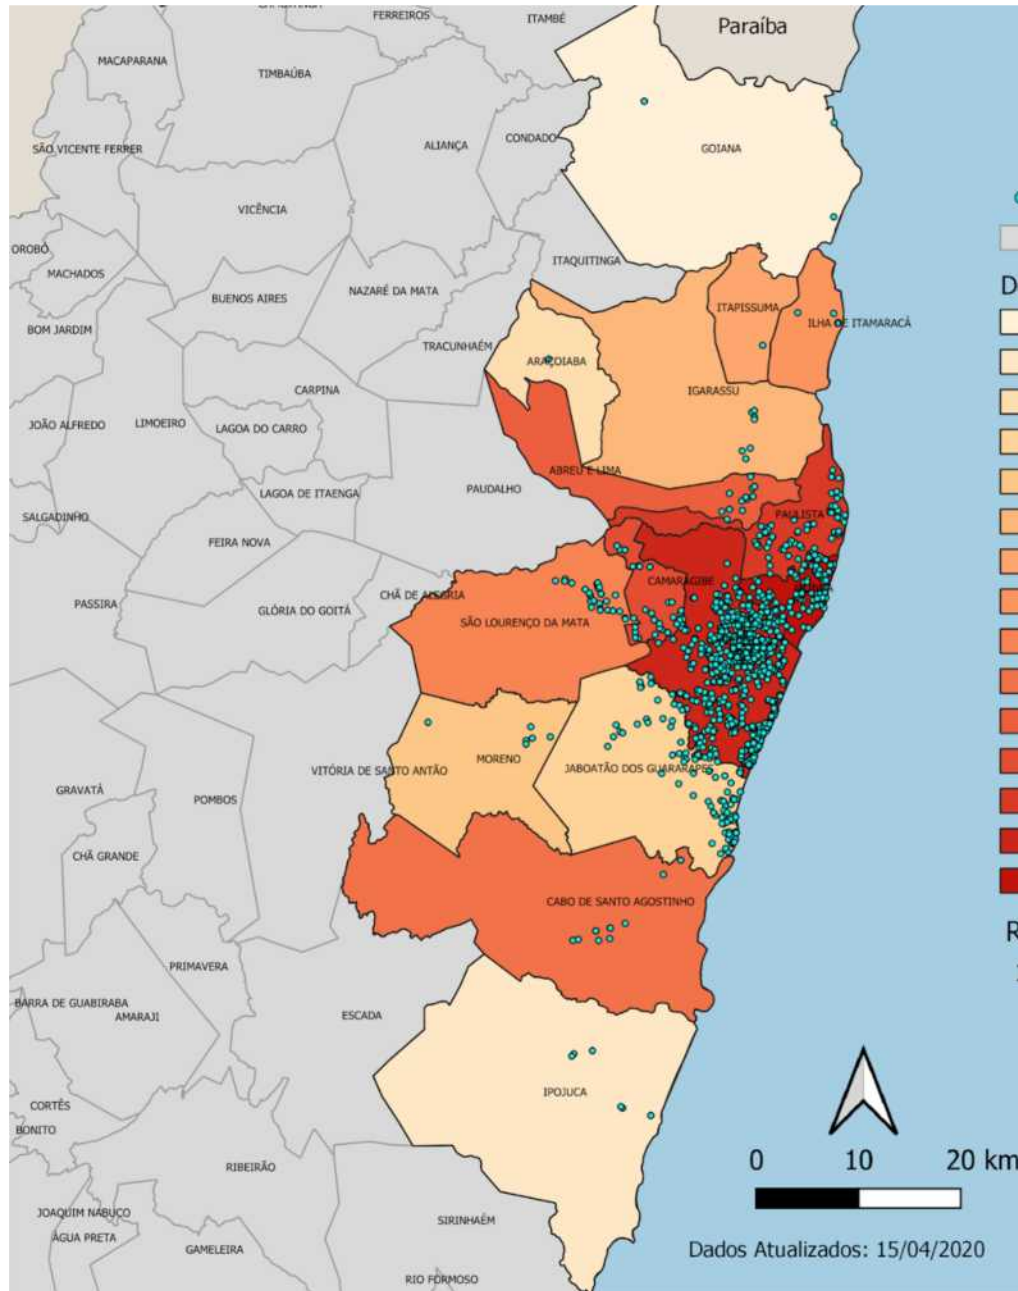 FERREIROS
ITAMBÉ
Paraíba
MACAPARANA
TIMBAÚBA
CONDADO
ALIANÇA
SÃO VICENTE FERRER
GOIANA
VICÊNCIA
OROBÓ
ITAQUITINGA
MACHADOS
NAZARÉ DA MATA
BUENOS AIRES
D
ITAPISSUMA
ILHA DE ITAMARACÁ
BOM JARDIM
TRACUNHAÉM
ARAÇOIABA
CARPINA
IGARASSU
JOÃO ALFREDO
LIMOEIRO
LAGOA DO CARRO
ABREU E LIMA
PAUDALHO
LAGOA DE ITAENGA
SALGADINHO
PAULISTA
FEIRA NOVA
CAMARAGIBE
CHÃ DE ALEGRIA
PASSIRA
GLÓRIA DO GOITÁ
SÃO LOURENÇO DA MATA
MORENO
JABOATÃO DOS GUARARAPES
VITÓRIA DE SANTO ANTÃO
GRAVATÁ
POMBOS
CHÃ GRANDE
CABO DE SANTO AGOSTINHO
R
PRIMAVERA
BARRA DE GUABIRABA
AMARAJI
ESCADA
IPOJUCA
CORTÊS
BONITO
0 10 20 km
RIBEIRÃO
JOAQUIM NABUCO
SIRINHAÉM
ÁGUA PRETA
GAMELEIRA
Dados Atualizados: 15/04/2020
RIO FORMOSO